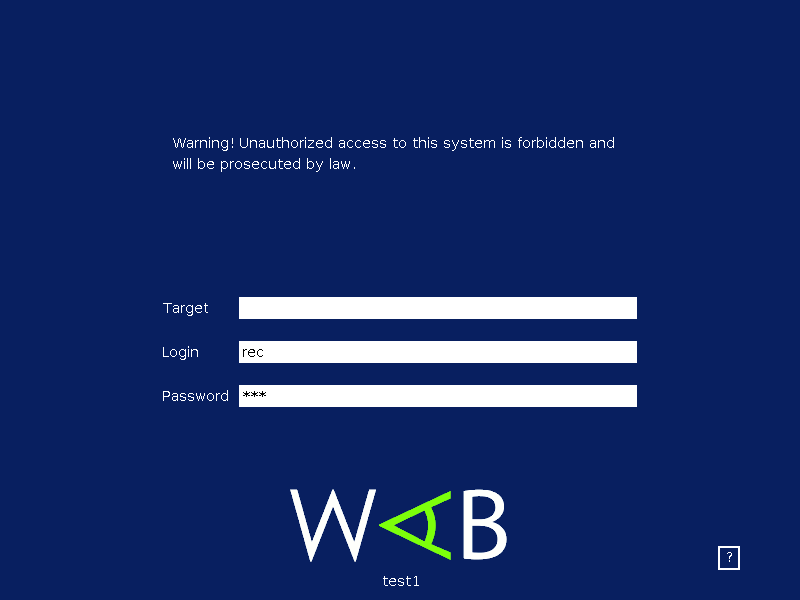 Warning! Unauthorized access to this system is forbidden and
will be prosecuted by law.
Target
Login rec
Password ***
WAB
test1
?